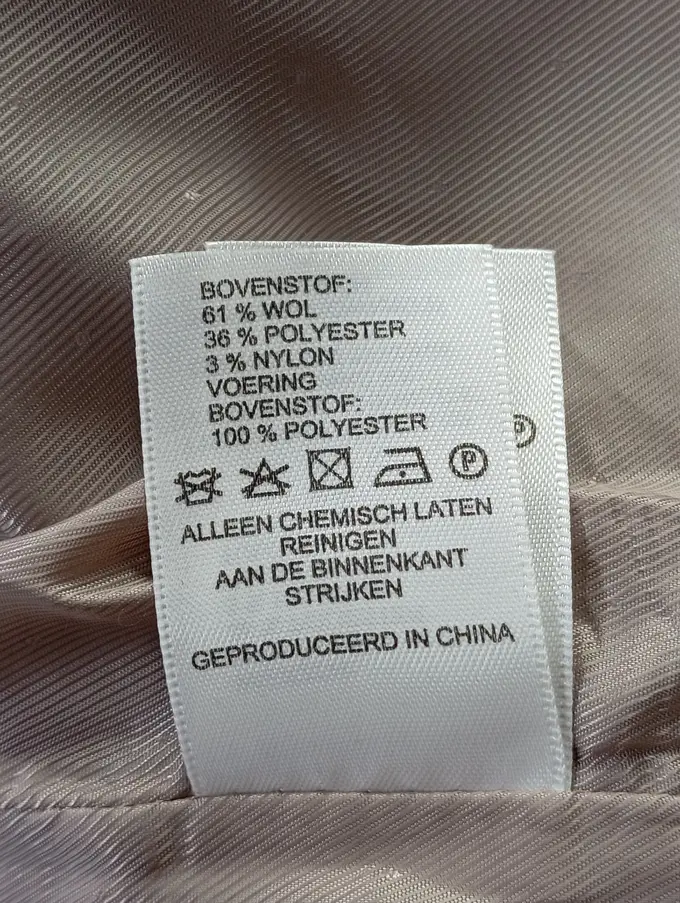 BOVENSTOF:
61 % WOL
36 % POLYESTER
3 % NYLON
VOERING
BOVENSTOF:
100 % POLYESTER
P
ALLEEN CHEMISCH LATEN
REINIGEN
AAN DE BINNENKANT
STRIJKEN
GEPRODUCEERD IN CHINA